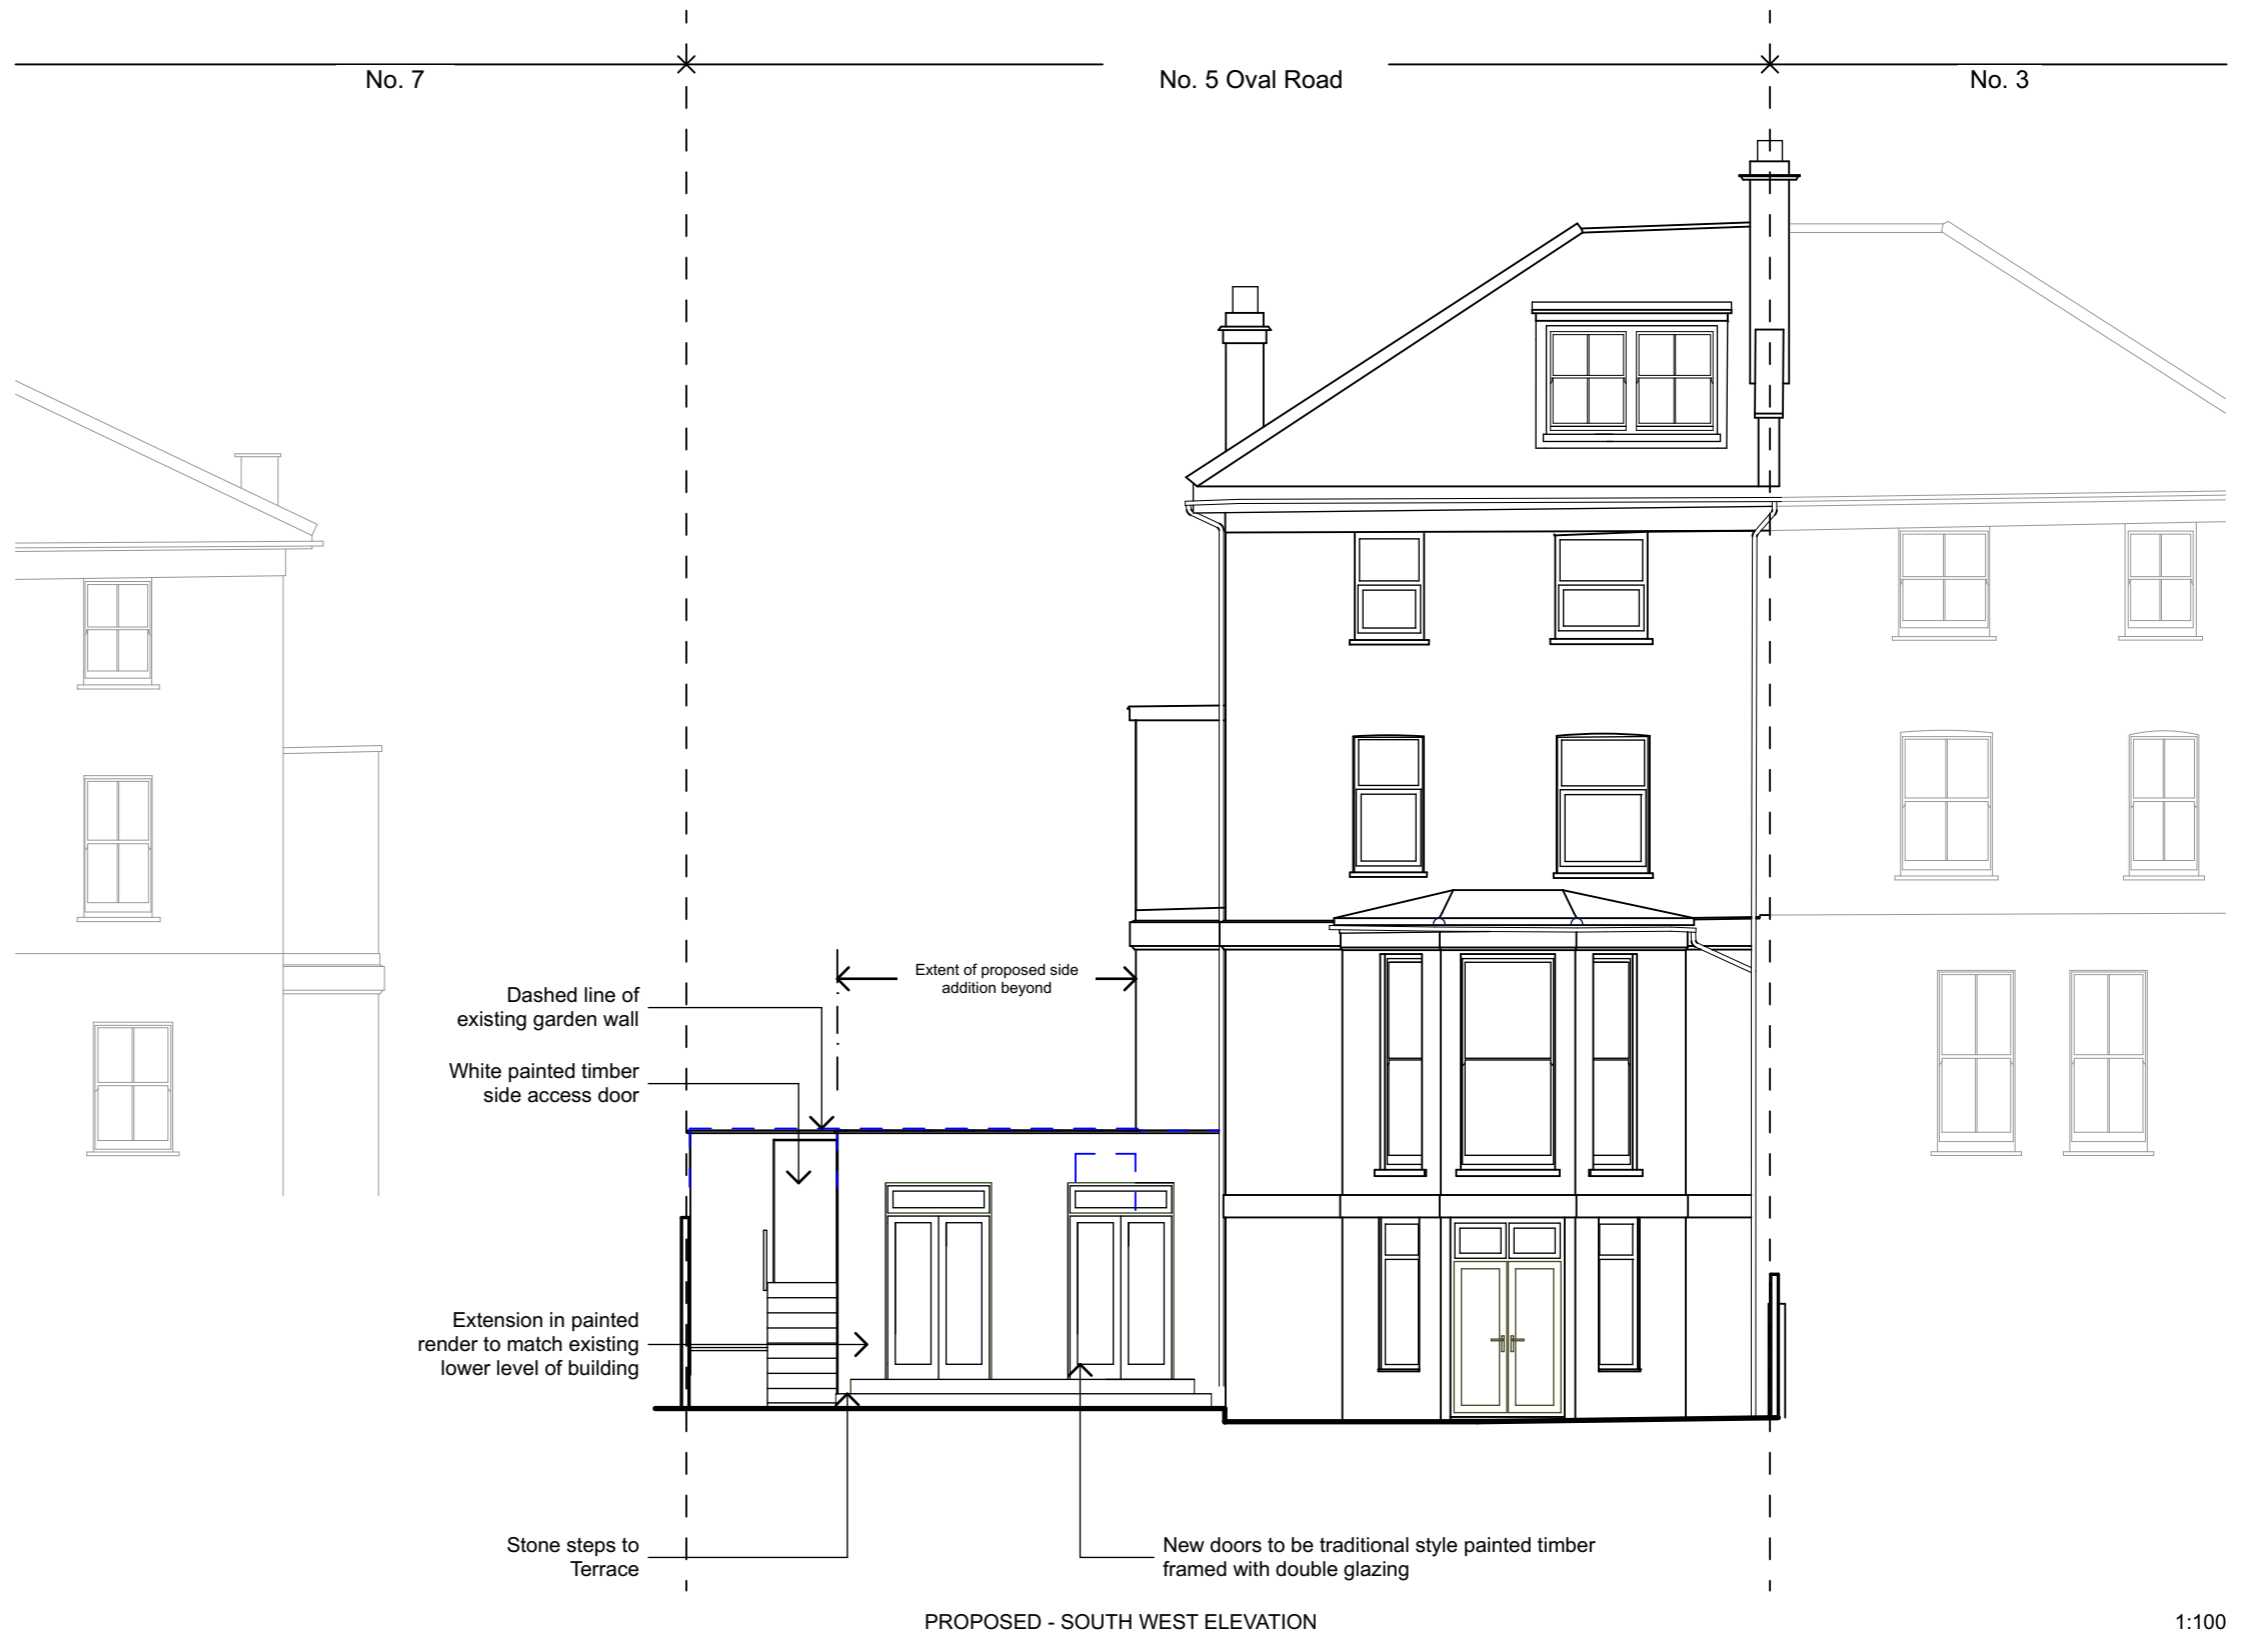 No. 7
No. 5 Oval Road
No. 3
Extent of proposed side
addition beyond
Dashed line of
existing garden wall
White painted timber
side access door
Extension in painted
render to match existing
lower level of building
Stone steps to
Terrace
New doors to be traditional style painted timber
framed with double glazing
PROPOSED - SOUTH WEST ELEVATION
1:100